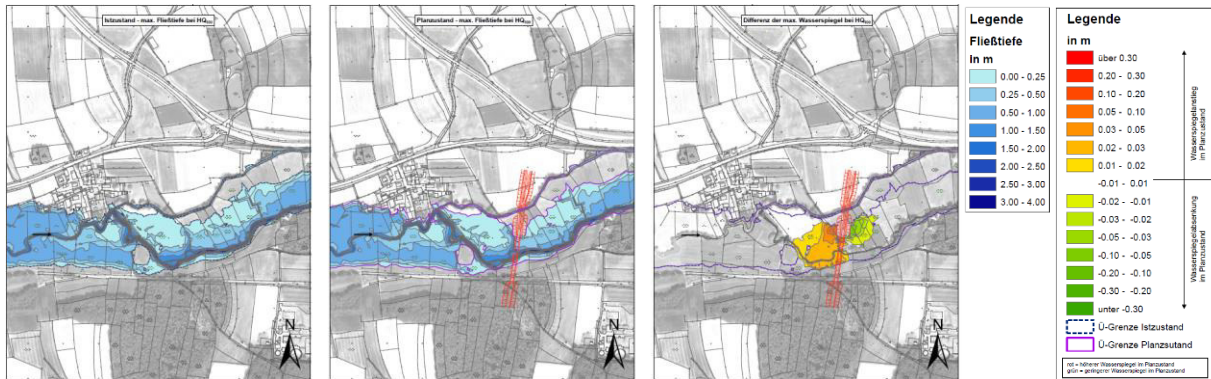 Istzustand - max. Fließtiefe bei HQ
Planzustand - max. Fließtiefe bei HQ
Differenz der max. Wasserspiegel bei HQ
N
N
N
Legende
Fließtiefe
in m
0.00 - 0.25
0.25 - 0.50
0.50 - 1.00
1.00 - 1.50
1.50 - 2.00
2.00 - 2.50
2.50 - 3.00
3.00 - 4.00
Legende
in m
über 0.30
0.20 - 0.30
0.10 - 0.20
0.05 - 0.10
0.03 - 0.05
0.02 - 0.03
0.01 - 0.02
-0.01 - 0.01
-0.02 - -0.01
-0.03 - -0.02
-0.05 - -0.03
-0.10 - -0.05
-0.20 - -0.10
-0.30 - -0.20
unter -0.30
Wasserspiegelanstieg
im Planzustand
Wasserspiegelabsenkung
im Planzustand
Ü-Grenze Istzustand
Ü-Grenze Planzsutand
rot = höherer Wasserspiegel im Planzustand
grün = geringerer Wasserspiegel im Planzustand